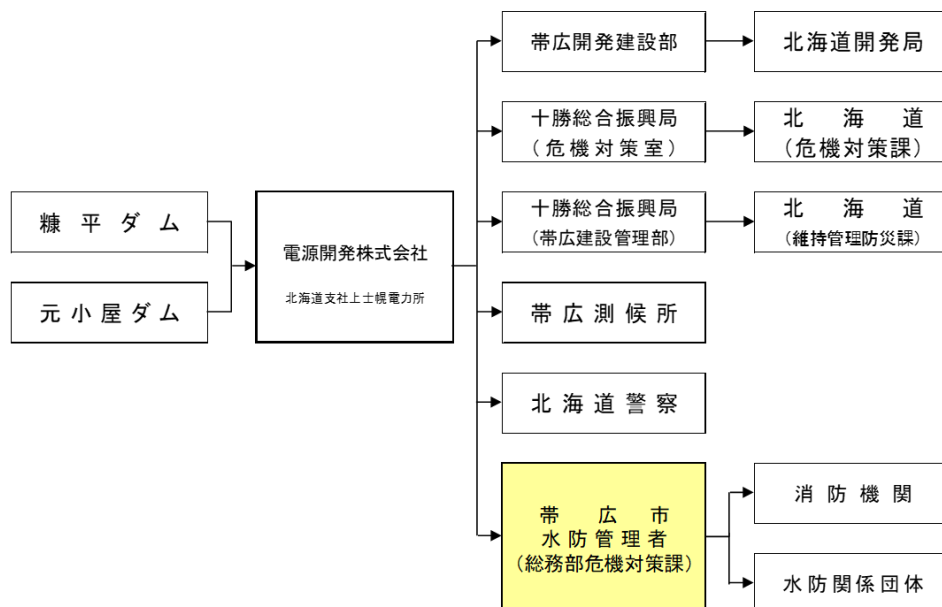 糠平ダム
元小屋ダム
電源開発株式会社
北海道支社上士幌電力所
帯広開発建設部
北海道開発局
十勝総合振興局
(危機対策室)
北海道
(危機対策課)
十勝総合振興局
(帯広建設管理部)
北海道
(維持管理防災課)
帯広測候所
北海道警察
帯広市
水防管理者
(総務部危機対策課)
消防機関
水防関係団体